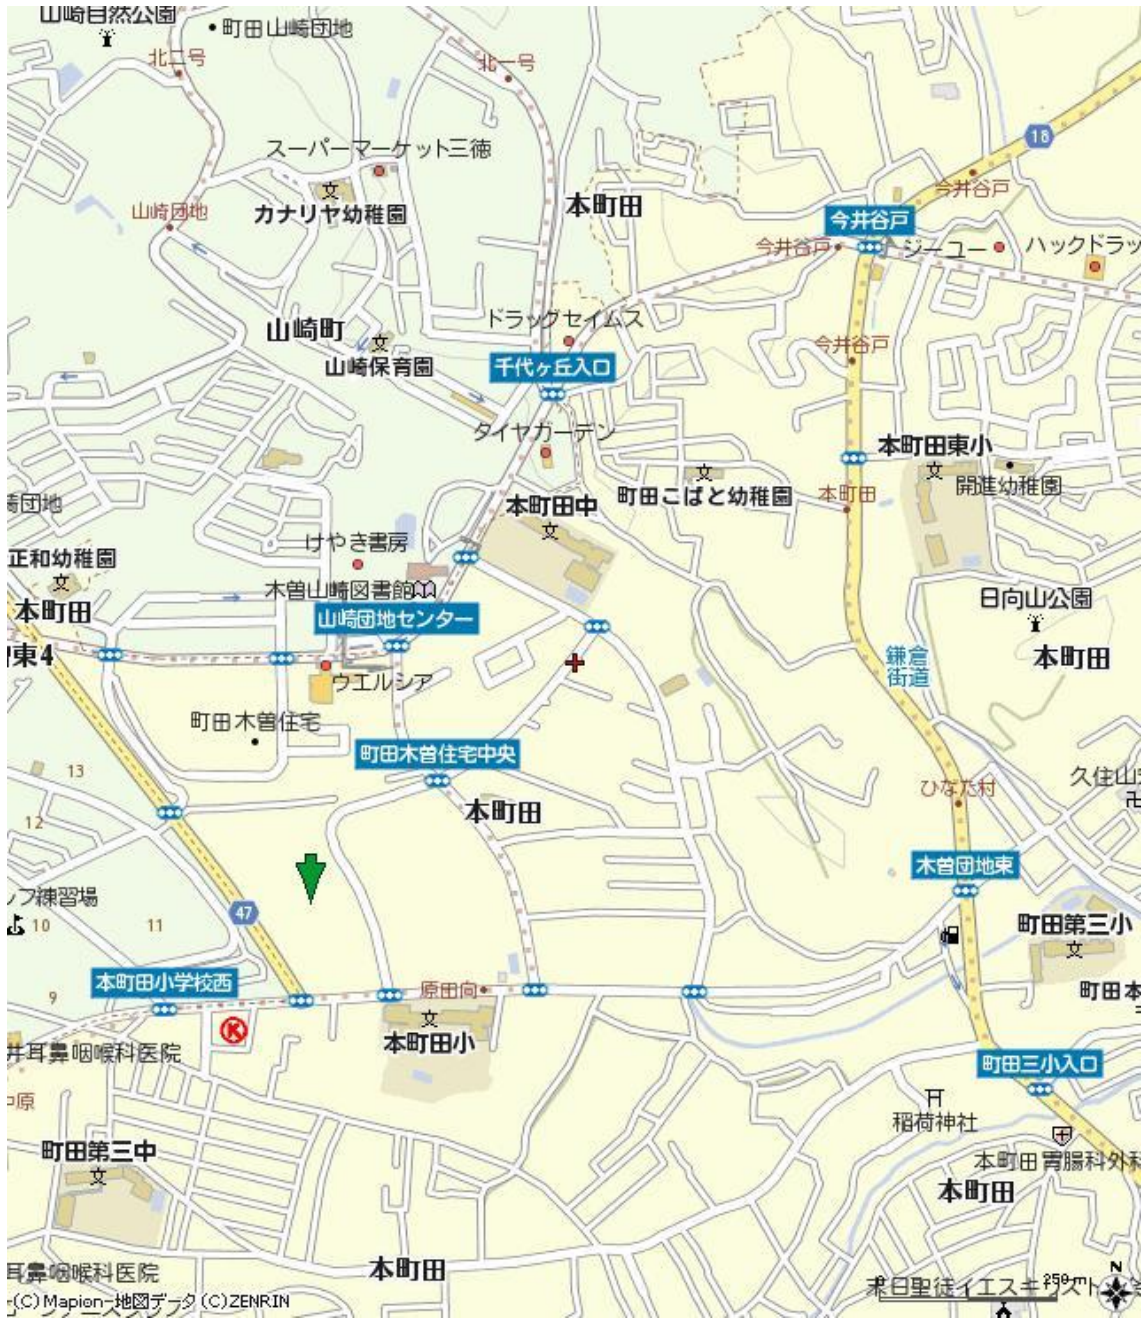 山崎自然公園
町田山崎団地
北二号
北一号
18
スーパーマーケット三徳
今井谷戸
カナリヤ幼稚園
本町田
山崎団地
今井谷戸
今井谷戸
ジーユー
ハックドラッ
山崎町
ドラッグセイムス
今井谷戸
山崎保育園
千代ヶ丘入口
タイヤガーデン
本町田東小
開進幼稚園
町田こばと幼稚園
本町田
崎団地
本町田中
けやき書房
正和幼稚園
木曽山崎図書館
日向山公園
本町田
山崎団地センター
東4
鎌倉
街道
本町田
ウエルシア
町田木曽住宅
町田木曽住宅中央
13
久住山
ひなた村
本町田
12
木曽団地東
フ練習場
47
10
11
町田第三小
本町田小学校西
原田向
9
町田本
本町田小
井耳鼻咽喉科医院
町田三小入口
中原
稲荷神社
町田第三中
本町田胃腸科外科
本町田
本町田
耳鼻咽喉科医院
末日聖徒イエスキリスト
250m
N
(C)Mapion-地図データ(C)ZENRIN